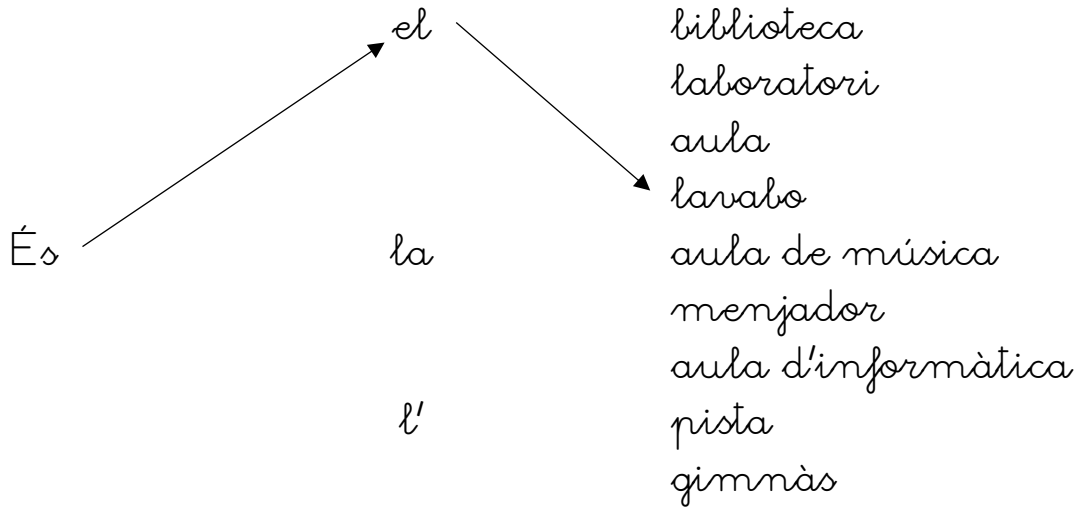 el biblioteca
laboratori
aula
lavabo
És la aula de música
menjador
aula d'informàtica
l' pista
gimnàs